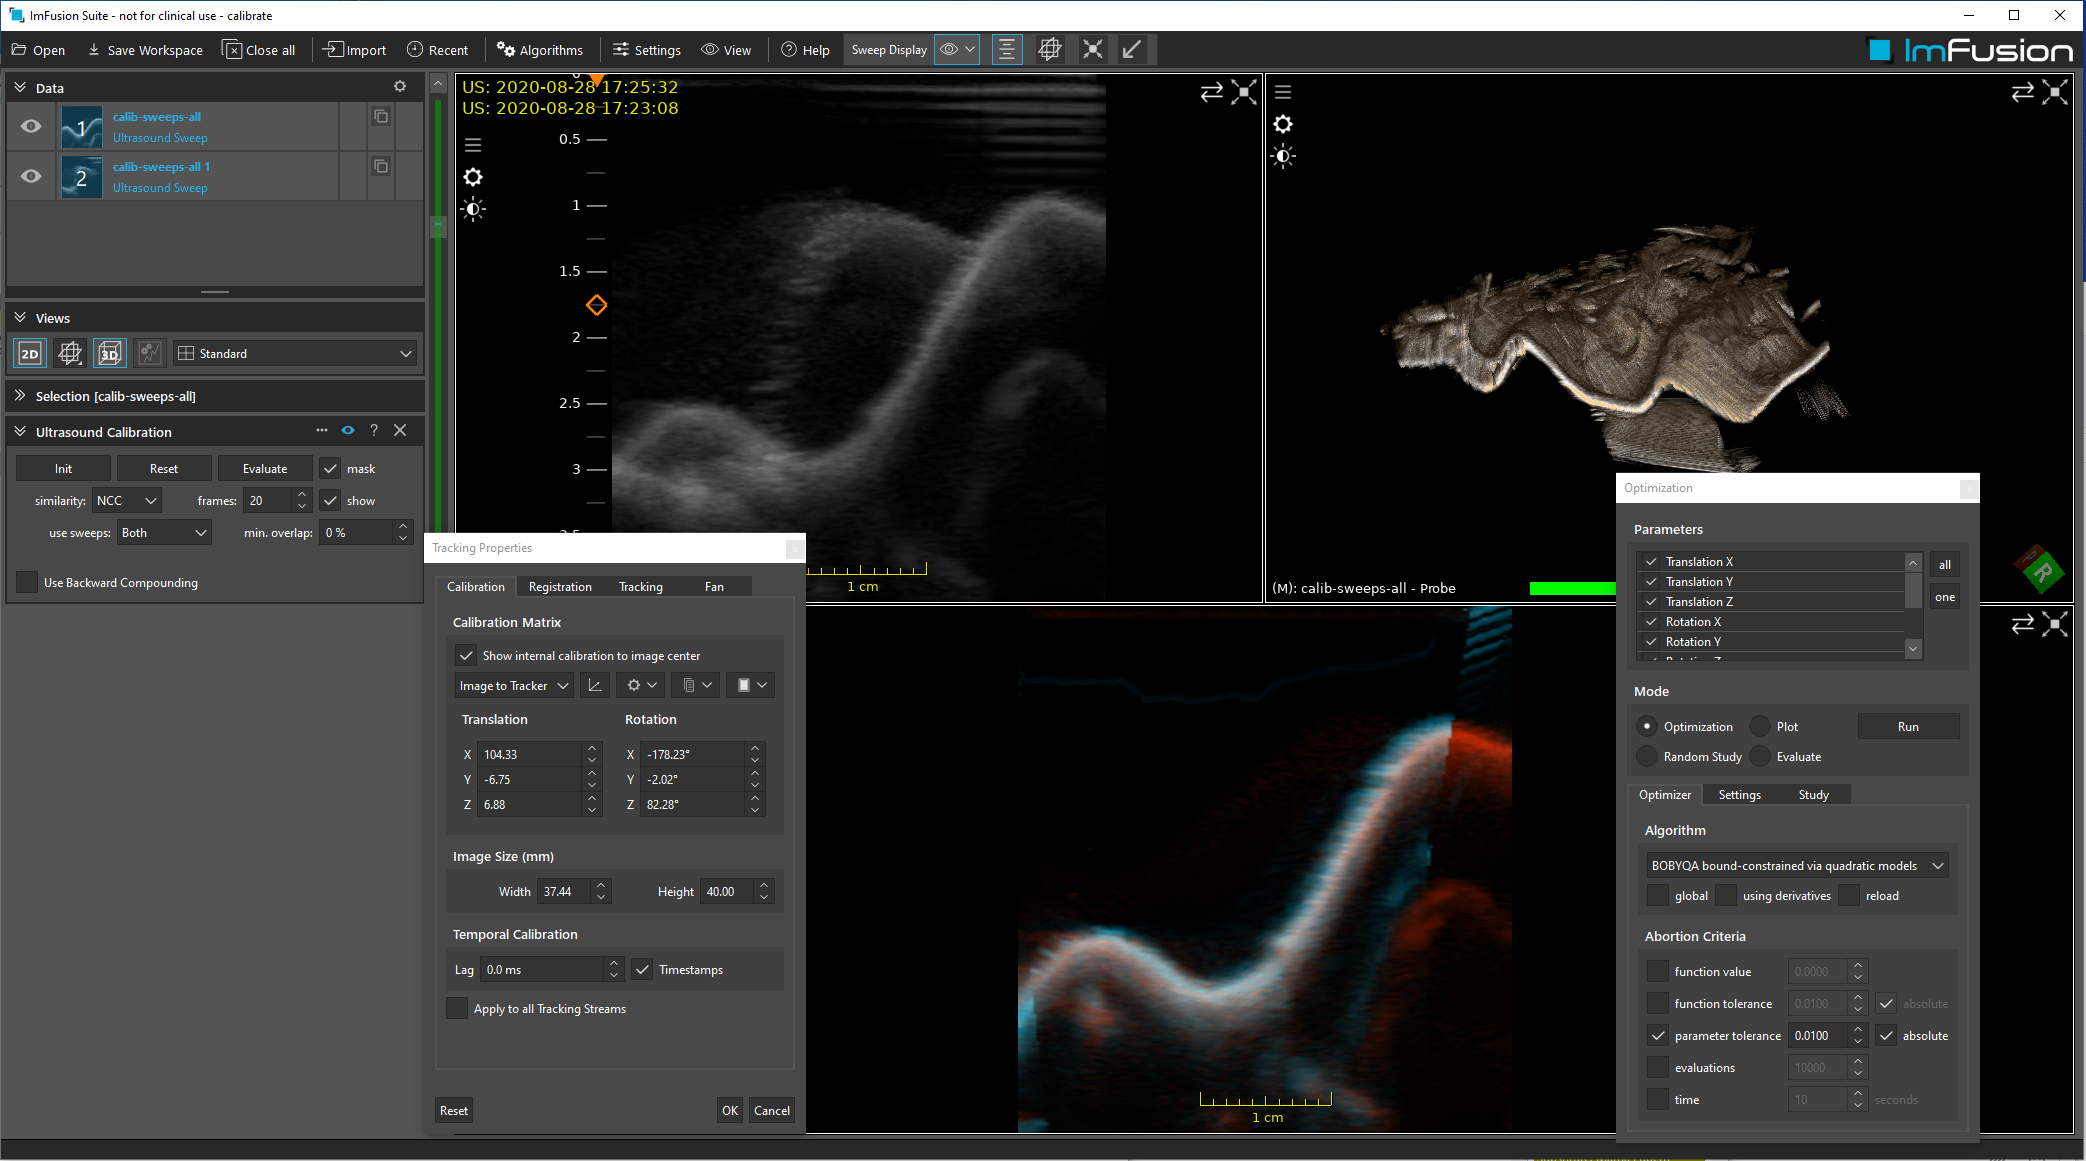 ImFusion Suite - not for clinical use - calibrate
Open
Save Workspace
Close all
Import
Recent
Algorithms
Settings
View
Help
Sweep Display
ImFusion
Data
1
calib-sweeps-all
Ultrasound Sweep
2
calib-sweeps-all 1
Ultrasound Sweep
Views
2D
3D
Standard
Selection [calib-sweeps-all]
Ultrasound Calibration
Init
Reset
Evaluate
mask
similarity:
NCC
frames:
20
show
use sweeps:
Both
min. overlap:
0 %
Use Backward Compounding
US: 2020-08-28 17:25:32
US: 2020-08-28 17:23:08
0
0.5
1
1.5
2
2.5
3
3.5
1 cm
(M): calib-sweeps-all - Probe
R
1 cm
Tracking Properties
Calibration
Registration
Tracking
Fan
Calibration Matrix
Show internal calibration to image center
Image to Tracker
Translation
Rotation
X 104.33
X -178.23°
Y -6.75
Y -2.02°
Z 6.88
Z 82.28°
Image Size (mm)
Width 37.44
Height 40.00
Temporal Calibration
Lag 0.0 ms
Timestamps
Apply to all Tracking Streams
Reset
OK
Cancel
Optimization
Parameters
Translation X
Translation Y
Translation Z
Rotation X
Rotation Y
Rotation Z
all
one
Mode
Optimization
Plot
Run
Random Study
Evaluate
Optimizer
Settings
Study
Algorithm
BOBYQA bound-constrained via quadratic models
global
using derivatives
reload
Abortion Criteria
function value 0.0000
function tolerance 0.0100 absolute
parameter tolerance 0.0100 absolute
evaluations 10000
time 10 seconds